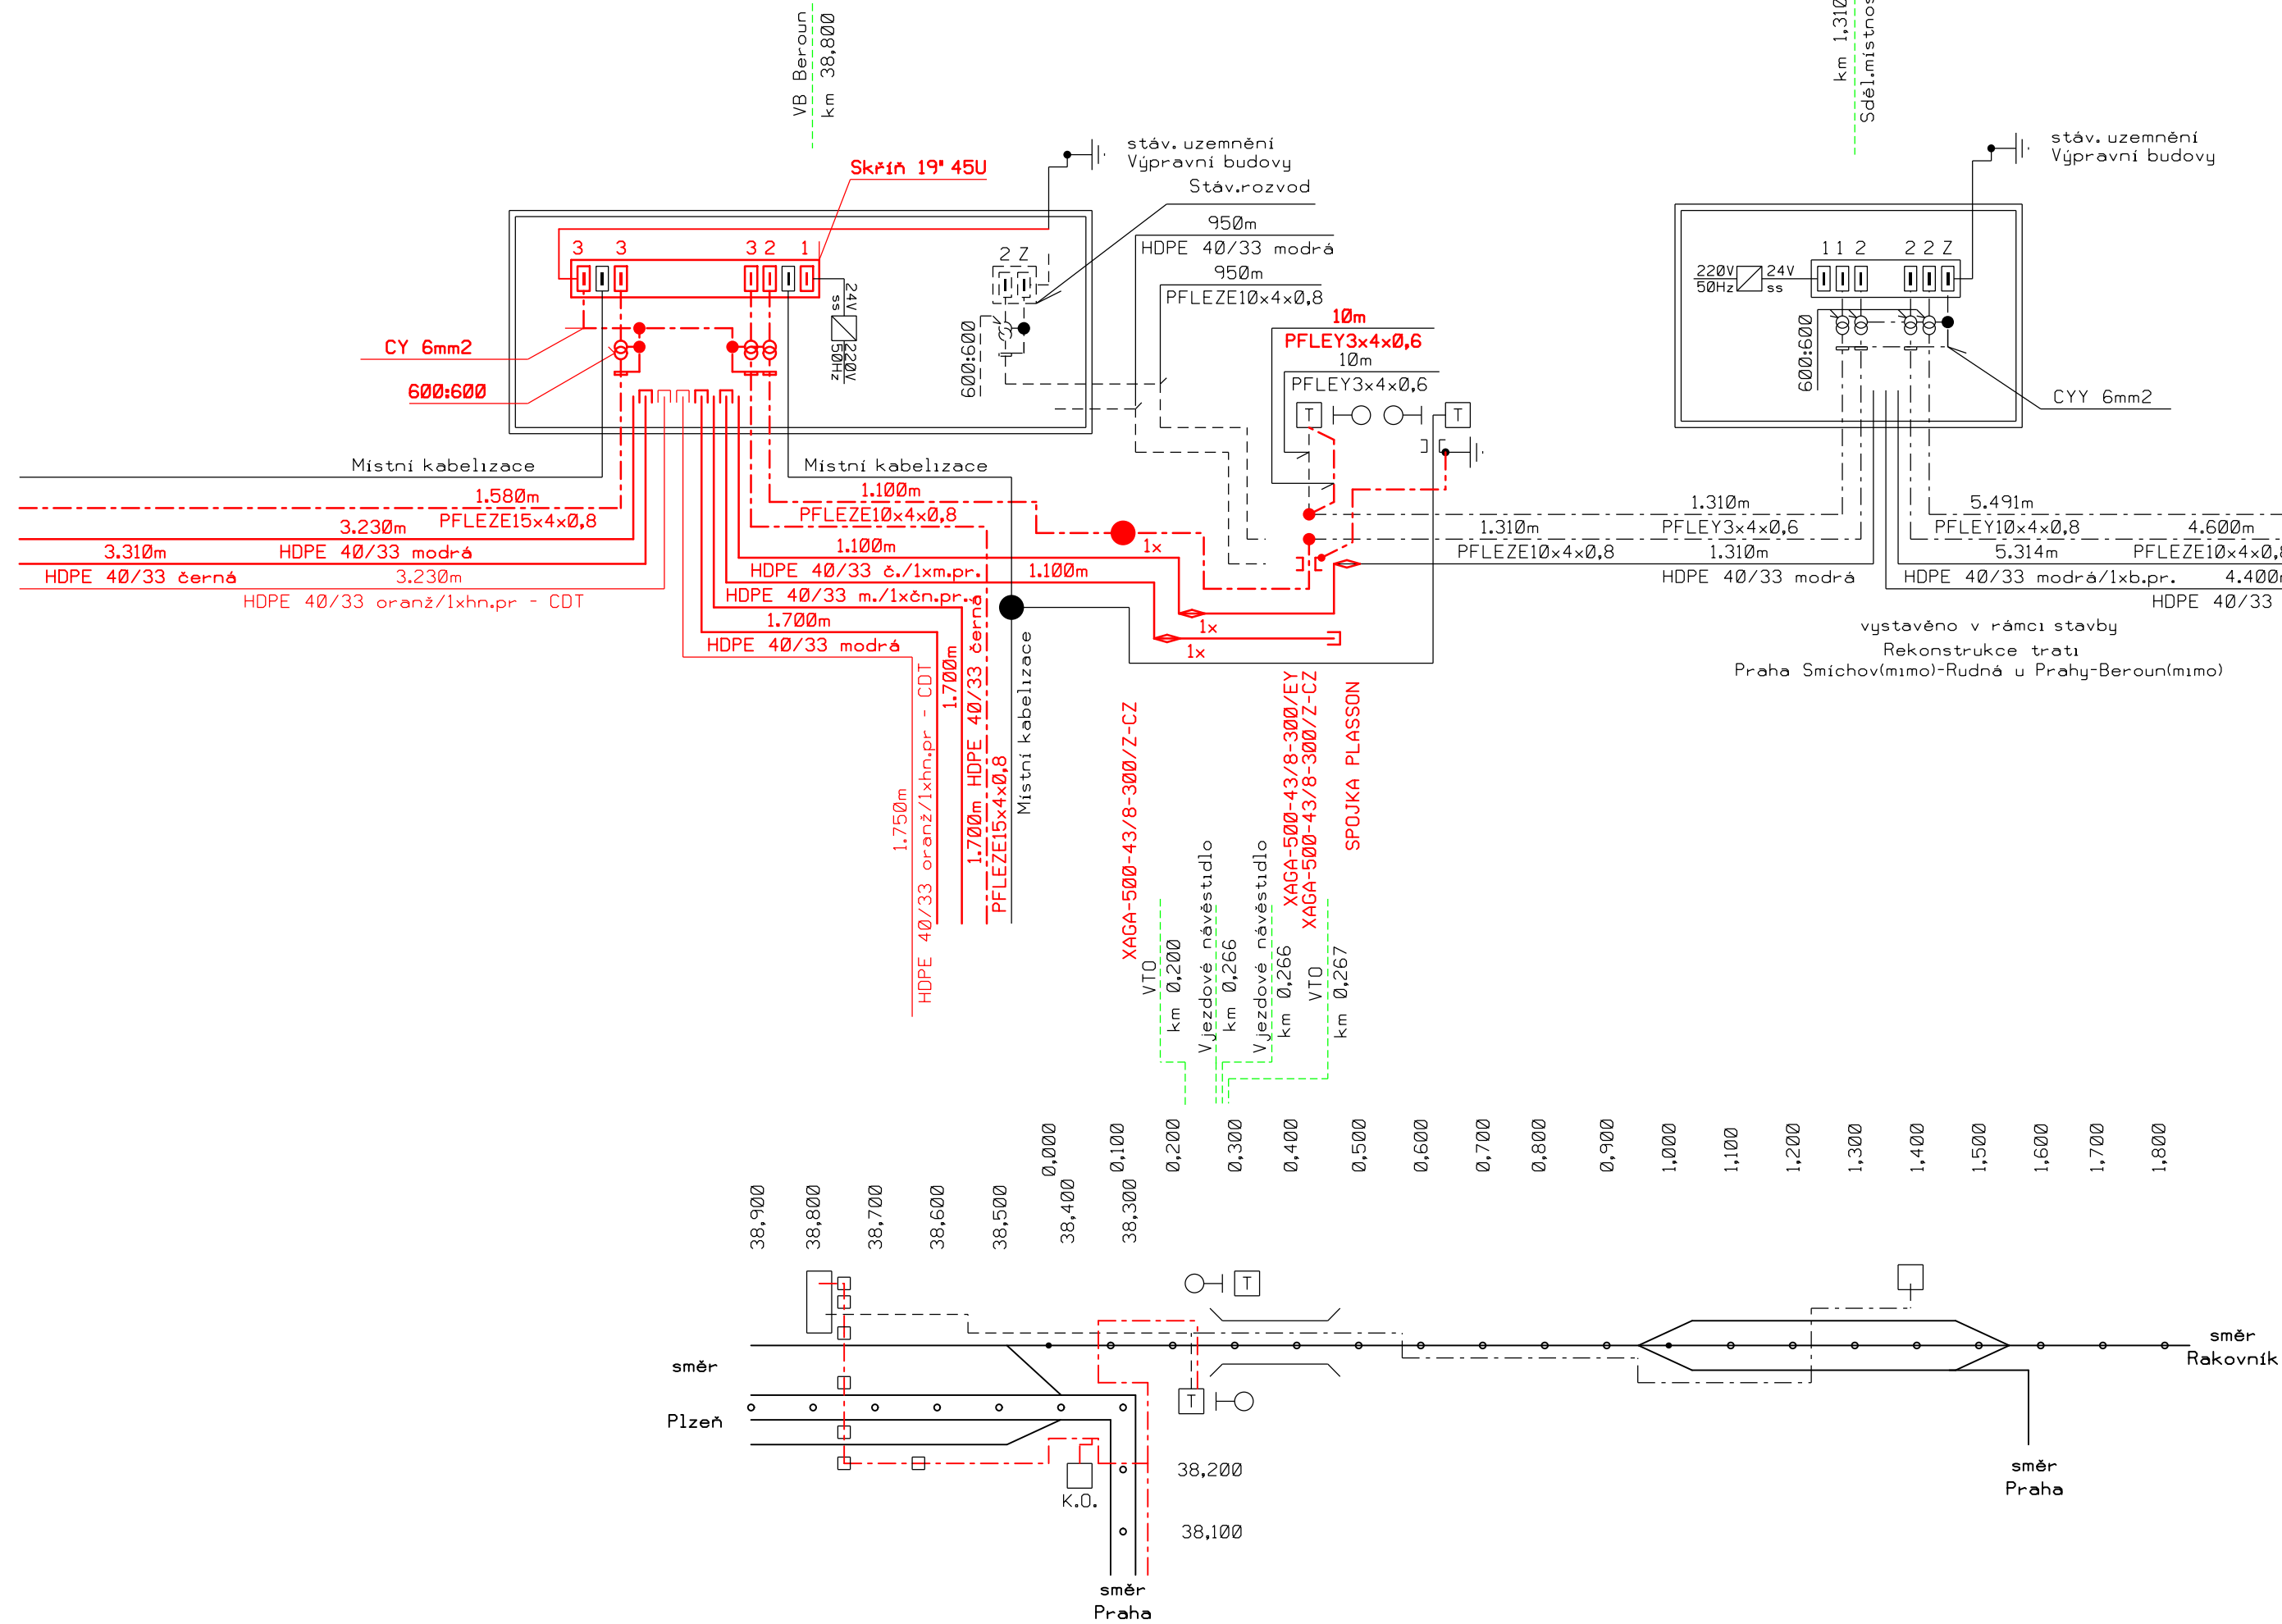 VB Beroun
km 38,800
km 1,310
stáv. uzemnění
Výpravní budovy
Stáv.rozvod
stáv. uzemnění
Výpravní budovy
Skříň 19" 45U
950m
HDPE 40/33 modrá
950m
PFLEZE10x4x0,8
10m
PFLEY3x4x0,6
10m
PFLEY3x4x0,6
3 3 3 2 1
2 Z
1 1 2 2 2 Z
24V
ss
220V
50Hz
220V
50Hz
24V
ss
600:600
600:600
CY 6mm2
600:600
CYY 6mm2
T
T
Místní kabelizace
Místní kabelizace
1.580m
PFLEZE15x4x0,8
3.230m
HDPE 40/33 modrá
3.310m
HDPE 40/33 černá
3.230m
HDPE 40/33 oranž/1xhn.pr - CDT
1.100m
PFLEZE10x4x0,8
1x
1.100m
HDPE 40/33 č./1xm.pr.
1.100m
HDPE 40/33 m./1xčn.pr.
1.700m
HDPE 40/33 modrá
1x
1x
1.310m
PFLEY3x4x0,6
1.310m
PFLEZE10x4x0,8
1.310m
HDPE 40/33 modrá
5.491m
PFLEY10x4x0,8
4.600m
5.314m
HDPE 40/33 modrá/1xb.pr.
HDPE 40/33
vystavěno v rámci stavby
Rekonstrukce trati
Praha Smíchov(mimo)-Rudná u Prahy-Beroun(mimo)
1.750m
HDPE 40/33 oranž/1xhn.pr - CDT
1.700m
1.700m HDPE 40/33 černá
PFLEZE15x4x0,8
Místní kabelizace
XAGA-500-43/8-300/Z-CZ
XAGA-500-43/8-300/EY
XAGA-500-43/8-300/Z-CZ
SPOJKA PLASSON
VTO
km 0,200
Vjezdové návěstidlo
km 0,266
Vjezdové návěstidlo
km 0,266
VTO
km 0,267
0,000
0,100
0,200
0,300
0,400
0,500
0,600
0,700
0,800
0,900
1,000
1,100
1,200
1,300
1,400
1,500
1,600
1,700
1,800
38,900
38,800
38,700
38,600
38,500
38,400
38,300
T
T
směr
Plzeň
směr
Rakovník
38,200
K.O.
38,100
směr
Praha
směr
Praha